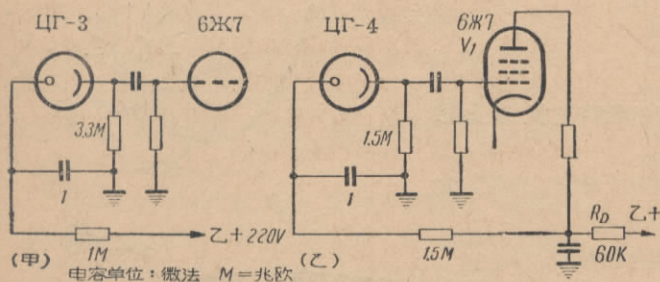 ЦГ-3
6Ж7
3.3M
1
1M
乙+220V
(甲)
ЦГ-4
6Ж7
V1
1.5M
1
1.5M
RD
60K
乙+
(乙)
电容单位：微法 M=兆欧